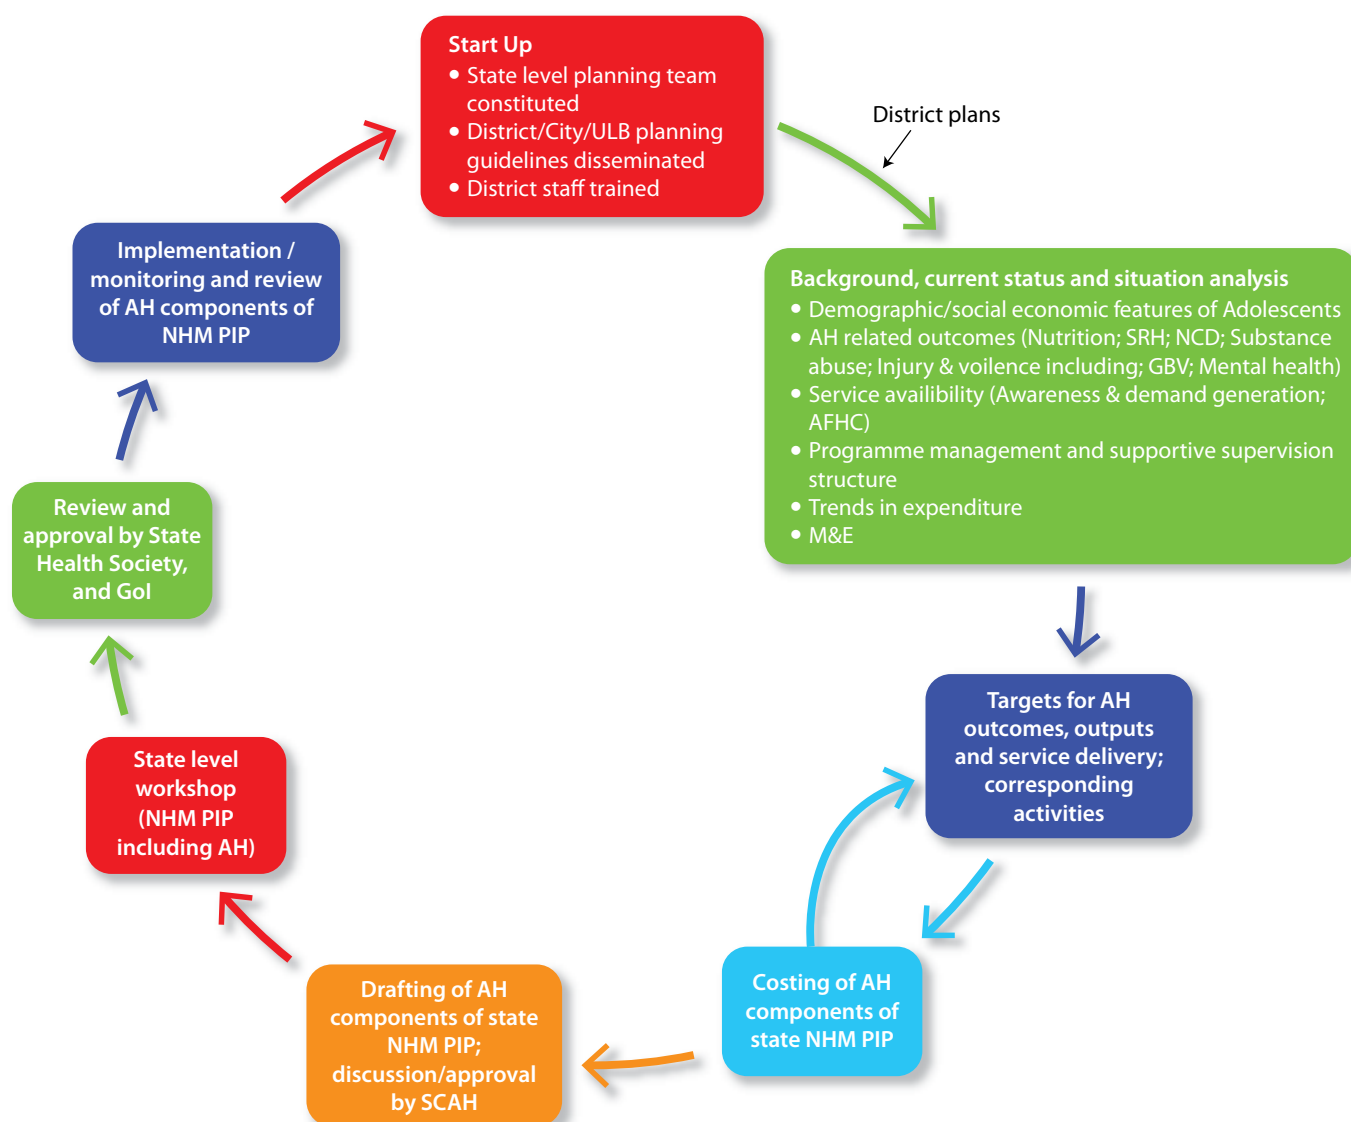 Start Up
• State level planning team
constituted
• District/City/ULB planning
guidelines disseminated
• District staff trained
District plans
Background, current status and situation analysis
• Demographic/social economic features of Adolescents
• AH related outcomes (Nutrition; SRH; NCD; Substance
abuse; Injury & voilence including; GBV; Mental health)
• Service availibility (Awareness & demand generation;
AFHC)
• Programme management and supportive supervision
structure
• Trends in expenditure
• M&E
Targets for AH
outcomes, outputs
and service delivery;
corresponding
activities
Costing of AH
components of
state NHM PIP
Drafting of AH
components of state
NHM PIP;
discussion/approval
by SCAH
State level
workshop
(NHM PIP
including AH)
Review and
approval by State
Health Society,
and GoI
Implementation /
monitoring and review
of AH components of
NHM PIP